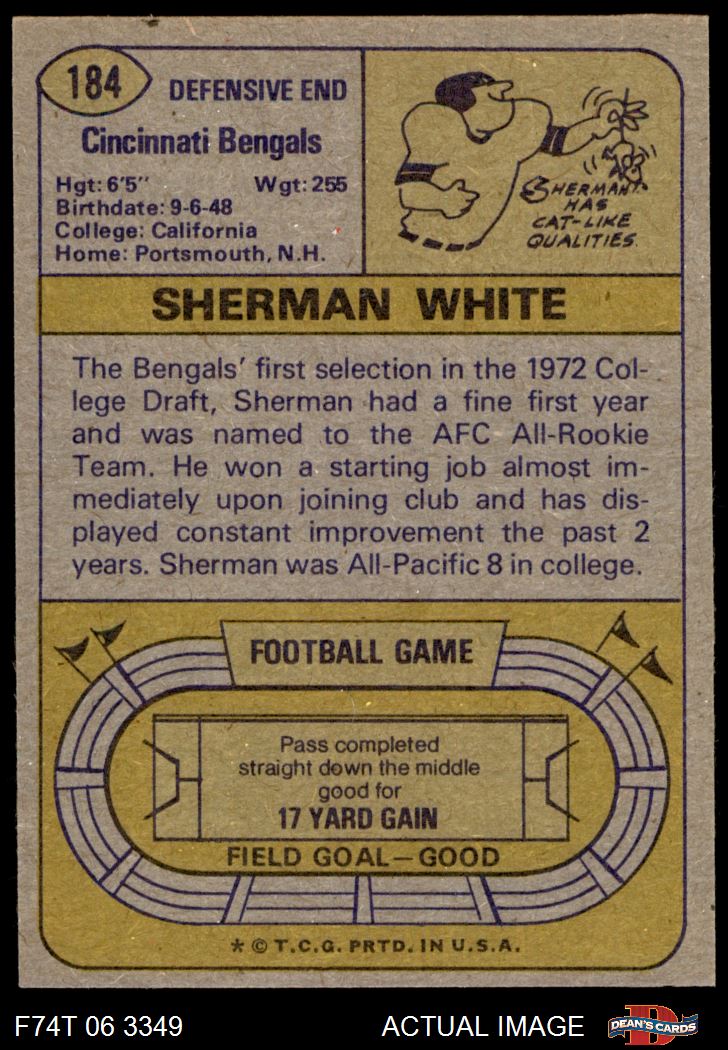 184
DEFENSIVE END
Cincinnati Bengals
Hgt: 6'5" Wgt: 255
Birthdate: 9-6-48
College: California
Home: Portsmouth, N.H.
SHERMAN
HAS
CAT-LIKE
QUALITIES.
SHERMAN WHITE
The Bengals' first selection in the 1972 Col-
lege Draft, Sherman had a fine first year
and was named to the AFC All-Rookie
Team. He won a starting job almost im-
mediately upon joining club and has dis-
played constant improvement the past 2
years. Sherman was All-Pacific 8 in college.
FOOTBALL GAME
Pass completed
straight down the middle
good for
17 YARD GAIN
FIELD GOAL—GOOD
* © T.C.G. PRTD. IN U.S.A.
F74T 06 3349 ACTUAL IMAGE
D
DEAN'S CARDS